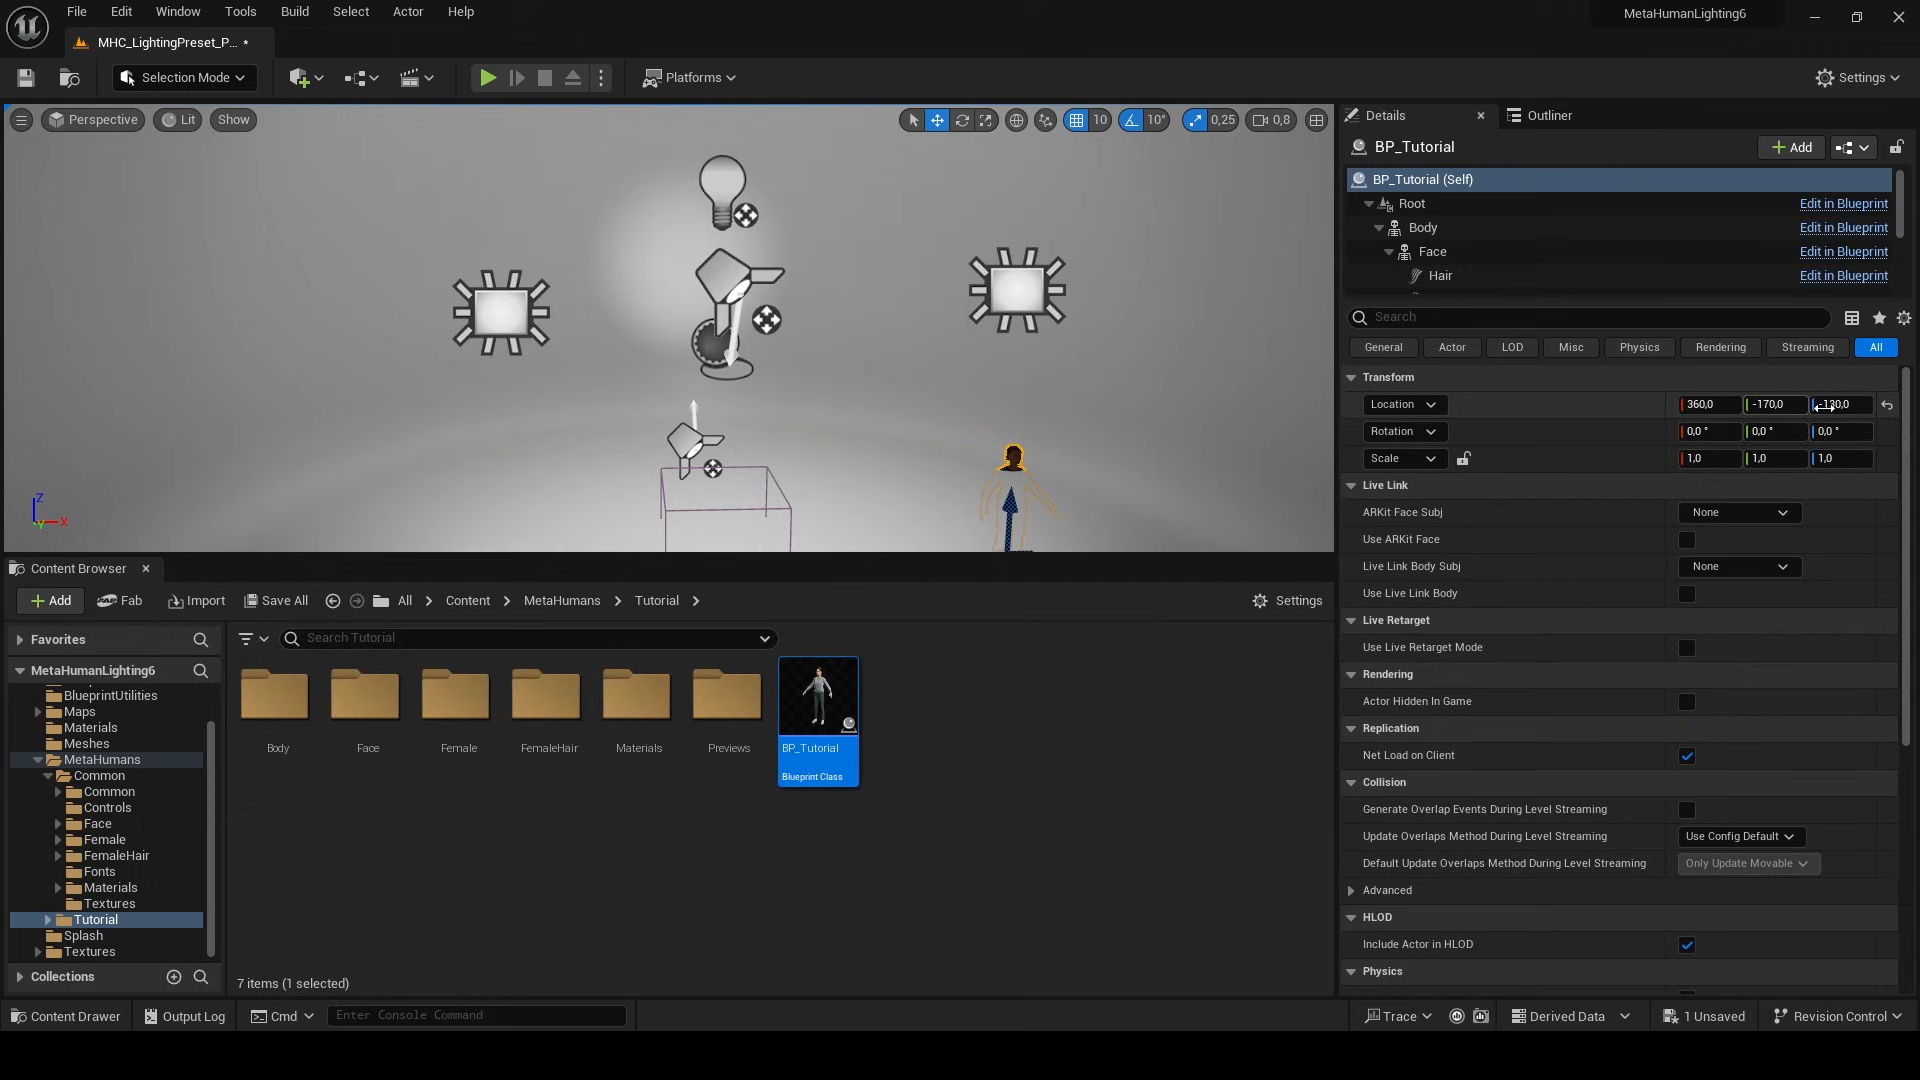 File Edit Window Tools Build Select Actor Help
MetaHumanLighting6
MHC_LightingPreset_P... •
Selection Mode
Platforms
Settings
Perspective Lit Show
10 10° 0,25 0,8
Z
Y X
Details
Outliner
BP_Tutorial
Add
BP_Tutorial (Self)
Root Edit in Blueprint
Body Edit in Blueprint
Face Edit in Blueprint
Hair Edit in Blueprint
Search
General Actor LOD Misc Physics Rendering Streaming All
Transform
Location 360,0 -170,0 -130,0
Rotation 0,0 ° 0,0 ° 0,0 °
Scale 1,0 1,0 1,0
Live Link
ARKit Face Subj None
Use ARKit Face
Live Link Body Subj None
Use Live Link Body
Live Retarget
Use Live Retarget Mode
Rendering
Actor Hidden In Game
Replication
Net Load on Client
Collision
Generate Overlap Events During Level Streaming
Update Overlaps Method During Level Streaming Use Config Default
Default Update Overlaps Method During Level Streaming Only Update Movable
Advanced
HLOD
Include Actor in HLOD
Physics
Content Browser
Add Fab Import Save All All Content MetaHumans Tutorial
Settings
Favorites
MetaHumanLighting6
BlueprintUtilities
Maps
Materials
Meshes
MetaHumans
Common
Common
Controls
Face
Female
FemaleHair
Fonts
Materials
Textures
Tutorial
Splash
Textures
Collections
Search Tutorial
Body Face Female FemaleHair Materials Previews BP_Tutorial
Blueprint Class
7 items (1 selected)
Content Drawer Output Log Cmd Enter Console Command
Trace Derived Data 1 Unsaved Revision Control